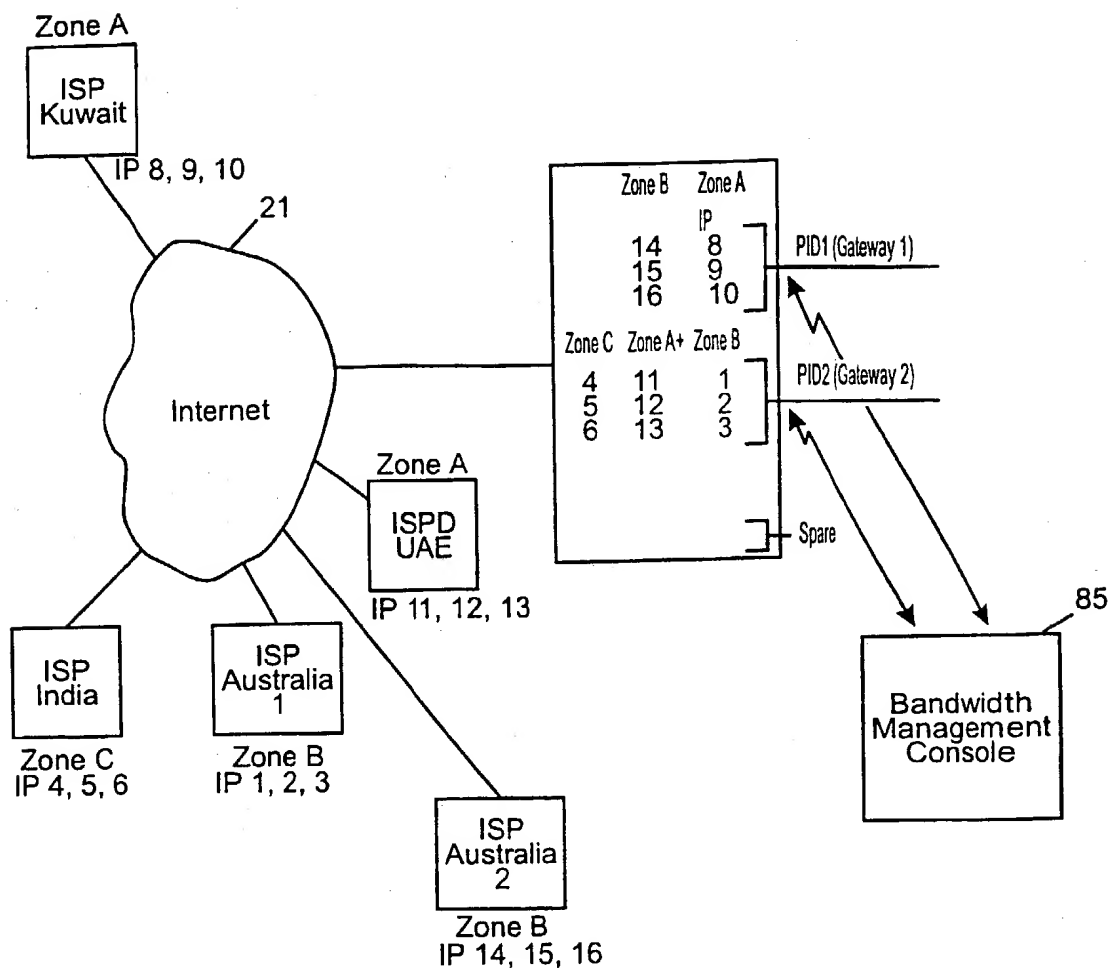 Zone A
ISP
Kuwait
IP 8, 9, 10
21
Internet
Zone B Zone A
IP
14 8
15 9
16 10
PID1 (Gateway 1)
Zone C Zone A+ Zone B
4 11 1
5 12 2
6 13 3
PID2 (Gateway 2)
Spare
Zone A
ISPD
UAE
IP 11, 12, 13
85
Bandwidth
Management
Console
ISP
India
Zone C
IP 4, 5, 6
ISP
Australia
1
Zone B
IP 1, 2, 3
ISP
Australia
2
Zone B
IP 14, 15, 16